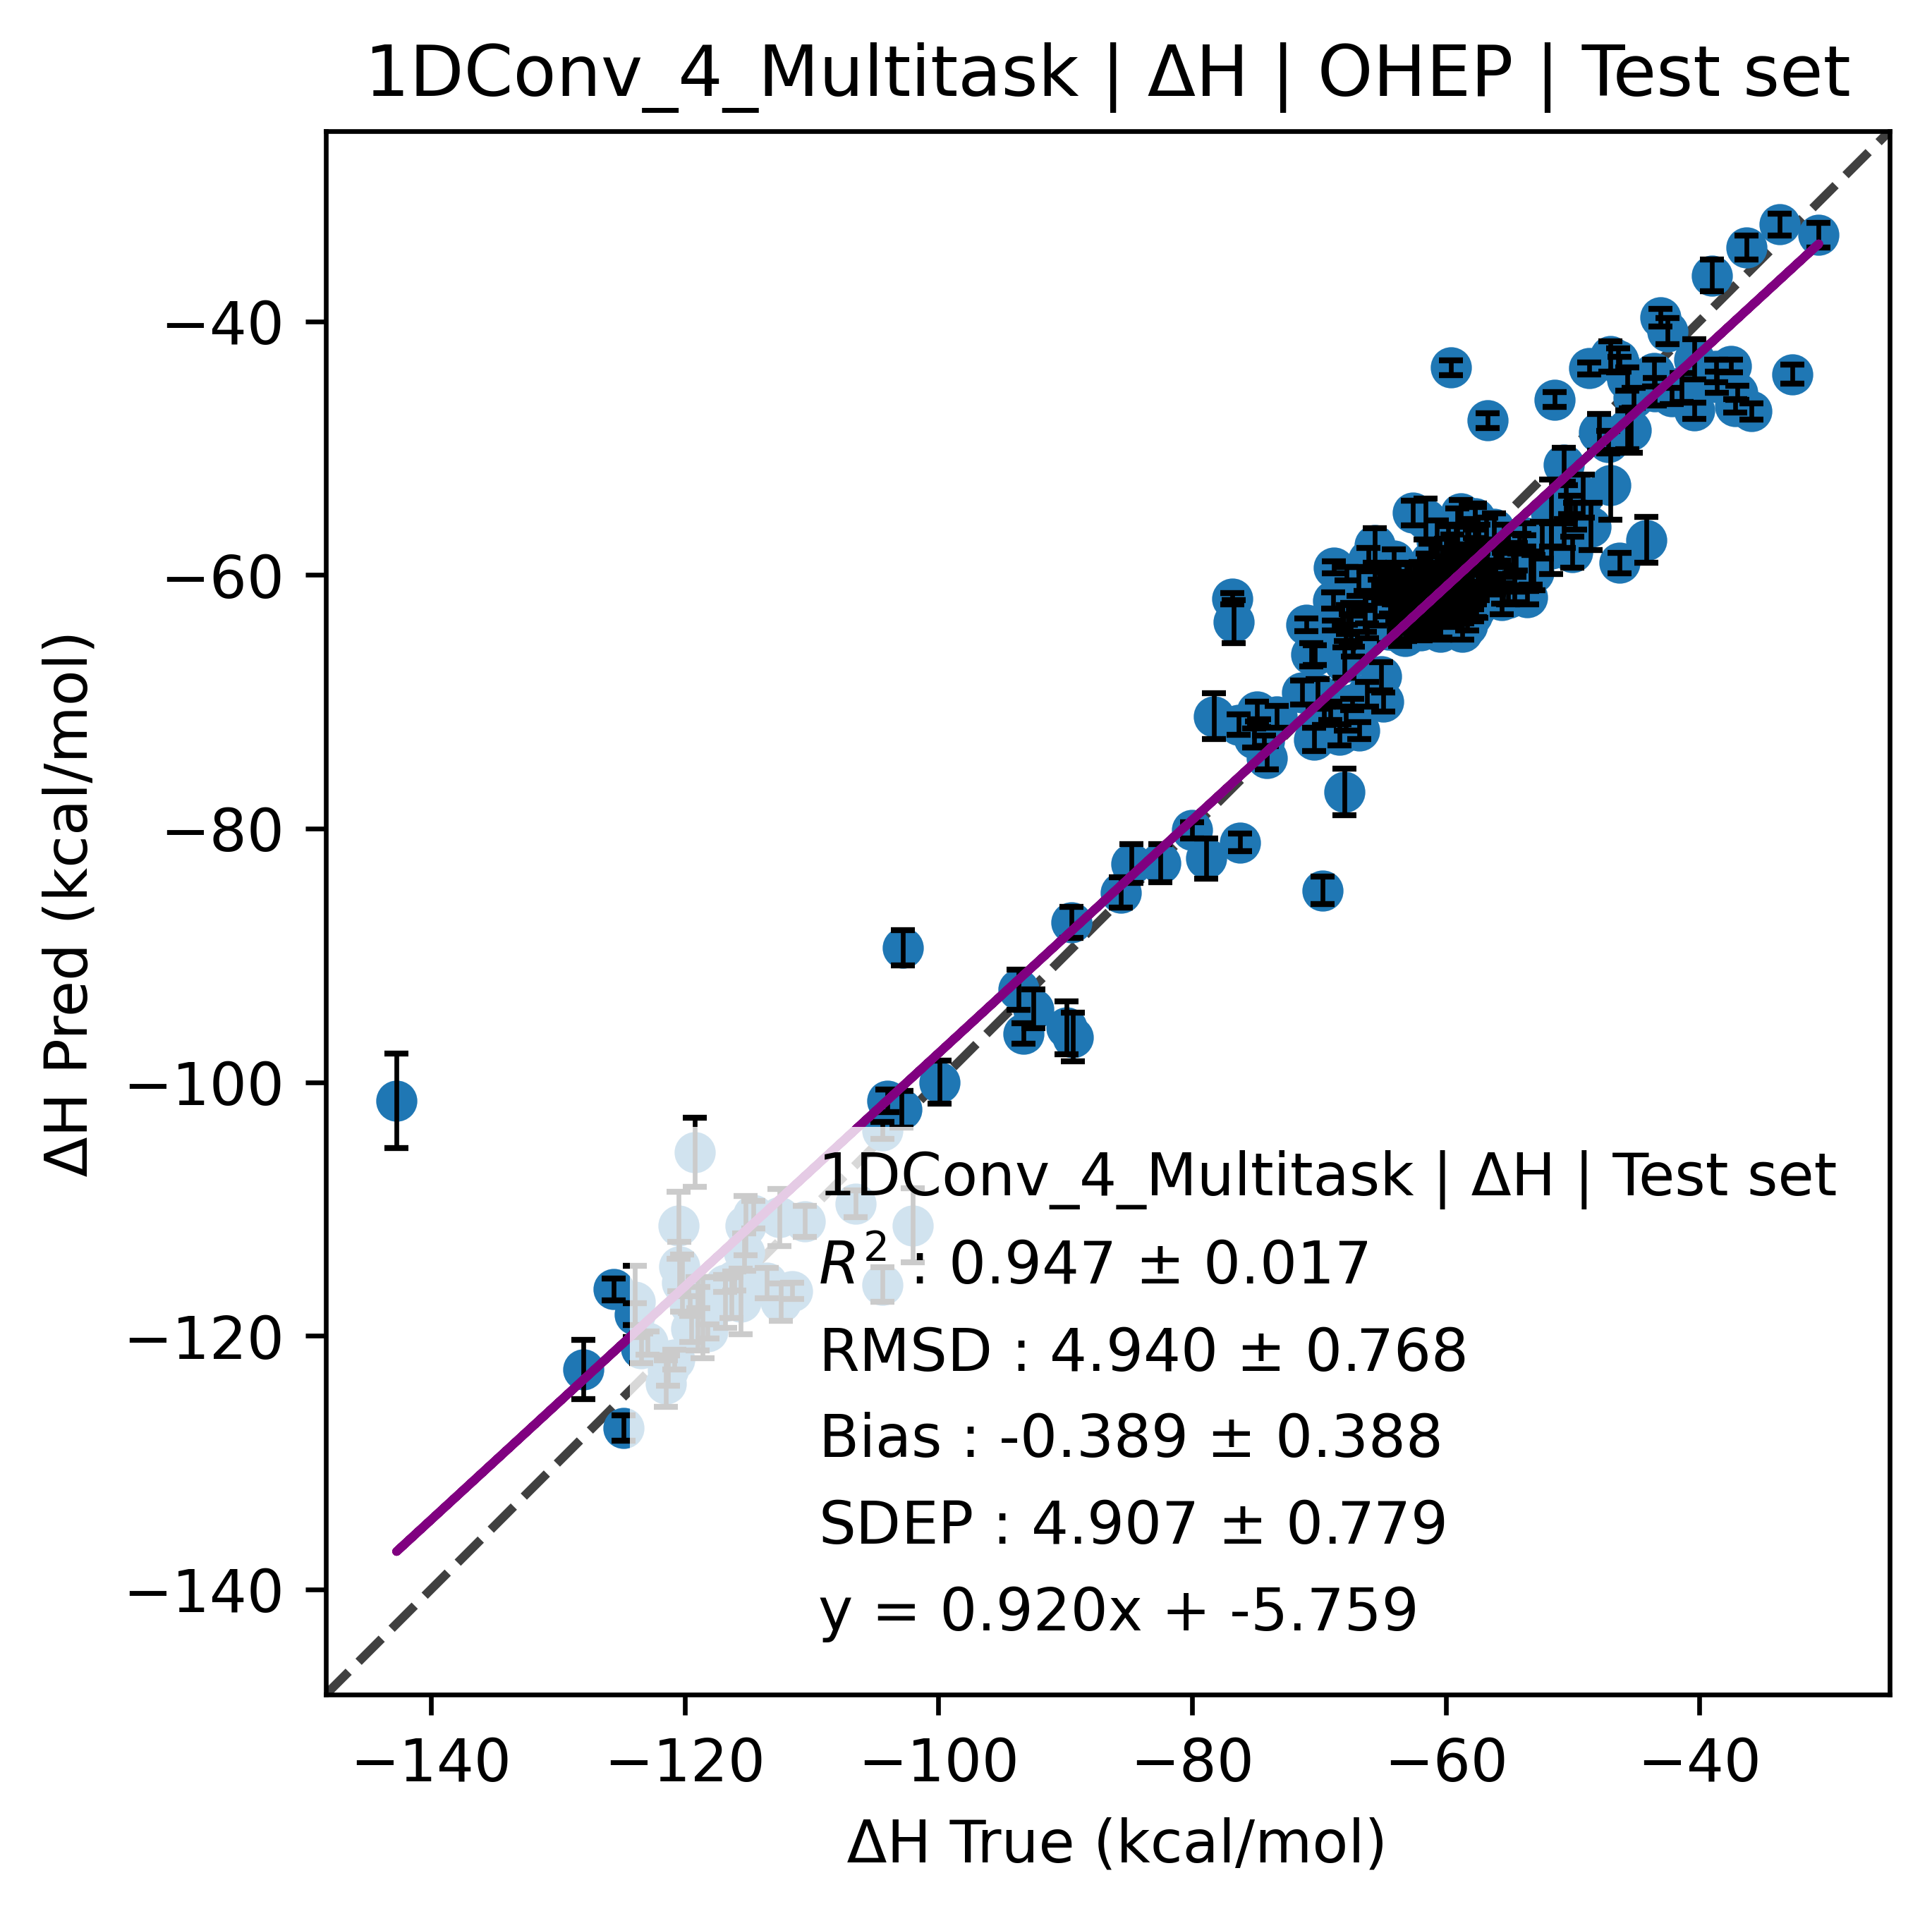 1DConv_4_Multitask | ΔH | OHEP | Test set
ΔH Pred (kcal/mol)
−40
−60
−80
−100
−120
−140
1DConv_4_Multitask | ΔH | Test set
R² : 0.947 ± 0.017
RMSD : 4.940 ± 0.768
Bias : -0.389 ± 0.388
SDEP : 4.907 ± 0.779
y = 0.920x + -5.759
−140 −120 −100 −80 −60 −40
ΔH True (kcal/mol)